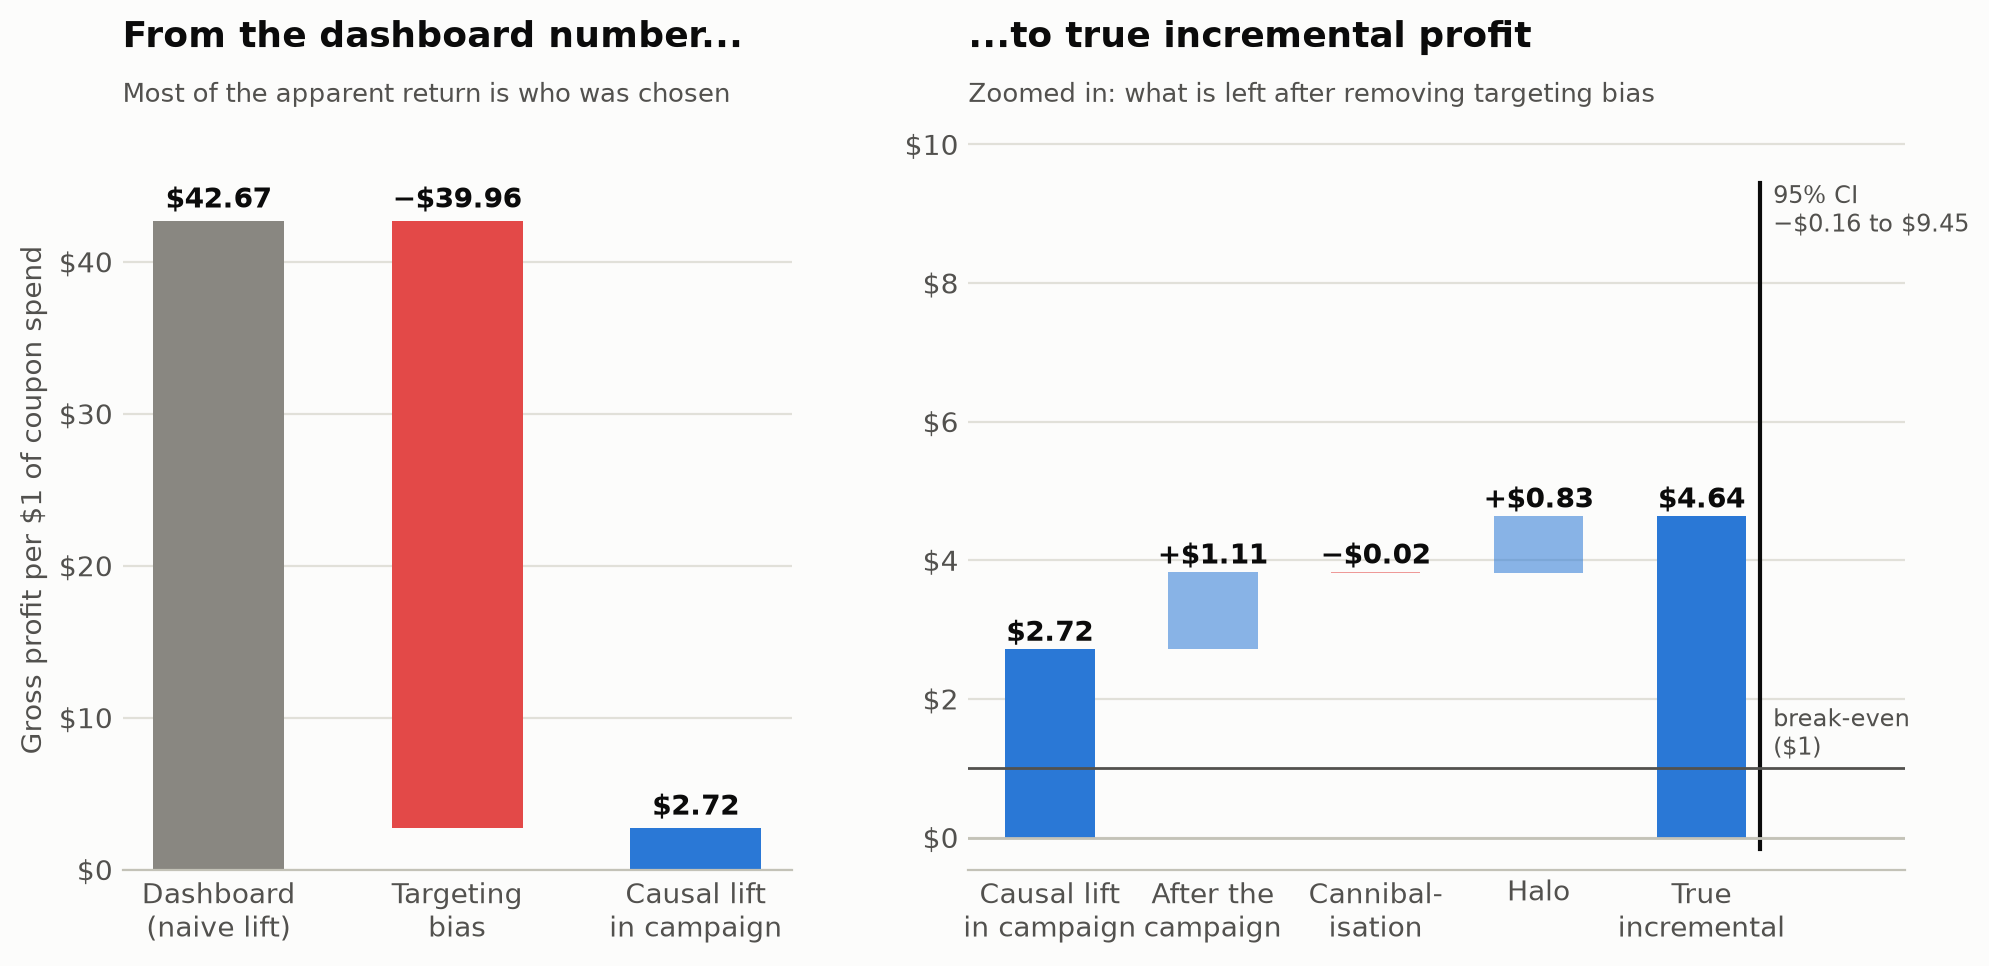 From the dashboard number...
Most of the apparent return is who was chosen
Gross profit per $1 of coupon spend
$40
$30
$20
$10
$0
$42.67
−$39.96
$2.72
Dashboard
(naive lift)
Targeting
bias
Causal lift
in campaign
...to true incremental profit
Zoomed in: what is left after removing targeting bias
$10
$8
$6
$4
$2
$0
$2.72
+$1.11
−$0.02
+$0.83
$4.64
95% CI
−$0.16 to $9.45
break-even
($1)
Causal lift
in campaign
After the
campaign
Cannibal-
isation
Halo
True
incremental